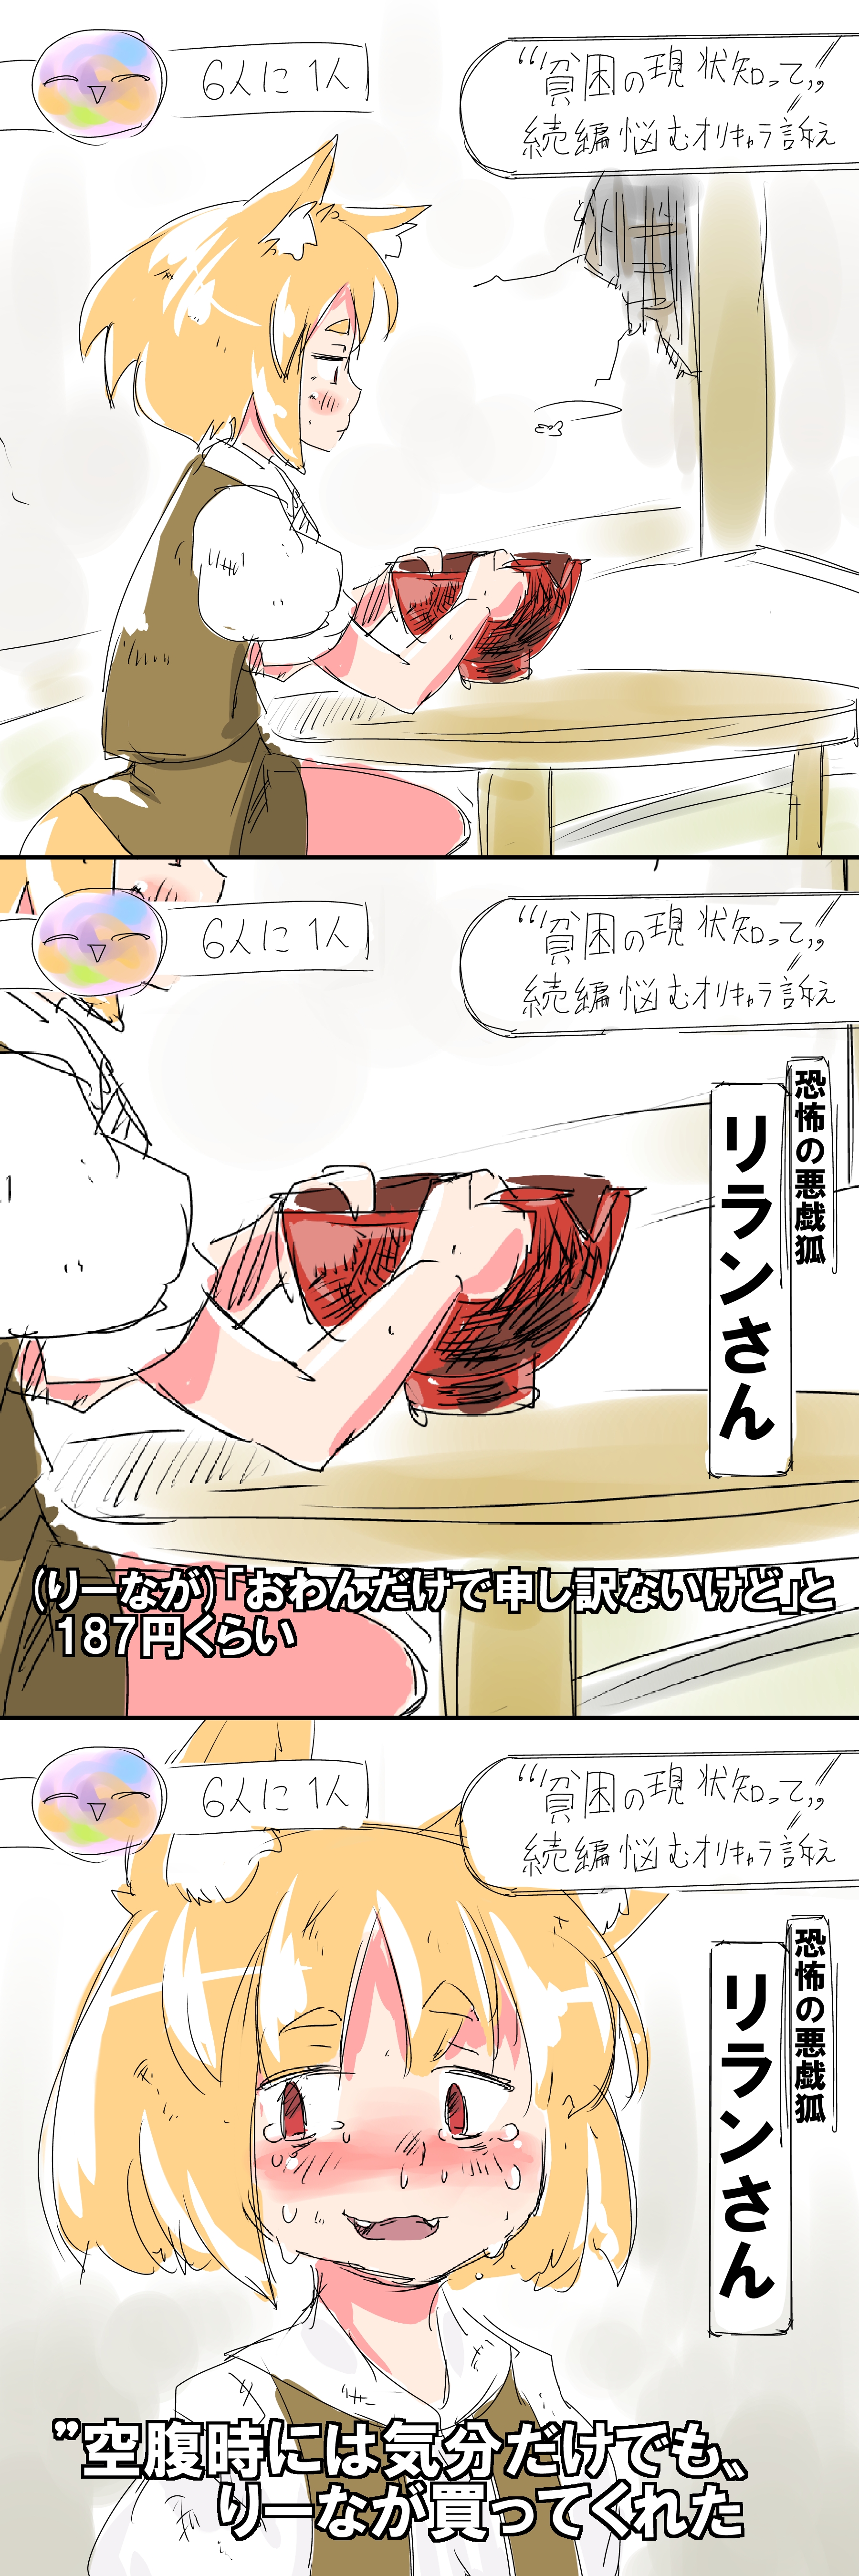 6人に1人
“貧困の現状知って”
続編悩むオリキャラ訴え
6人に1人
“貧困の現状知って”
続編悩むオリキャラ訴え
恐怖の悪戯狐
リランさん
(りーなが)「おわんだけで申し訳ないけど」と
187円くらい
6人に1人
“貧困の現状知って”
続編悩むオリキャラ訴え
恐怖の悪戯狐
リランさん
”空腹時には気分だけでも〟
りーなが買ってくれた